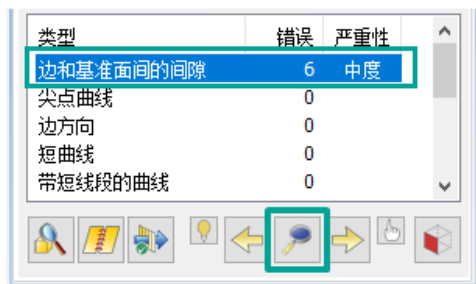 类型 错误 严重性
边和基准面间的间隙 6 中度
尖点曲线 0
边方向 0
短曲线 0
带短线段的曲线 0